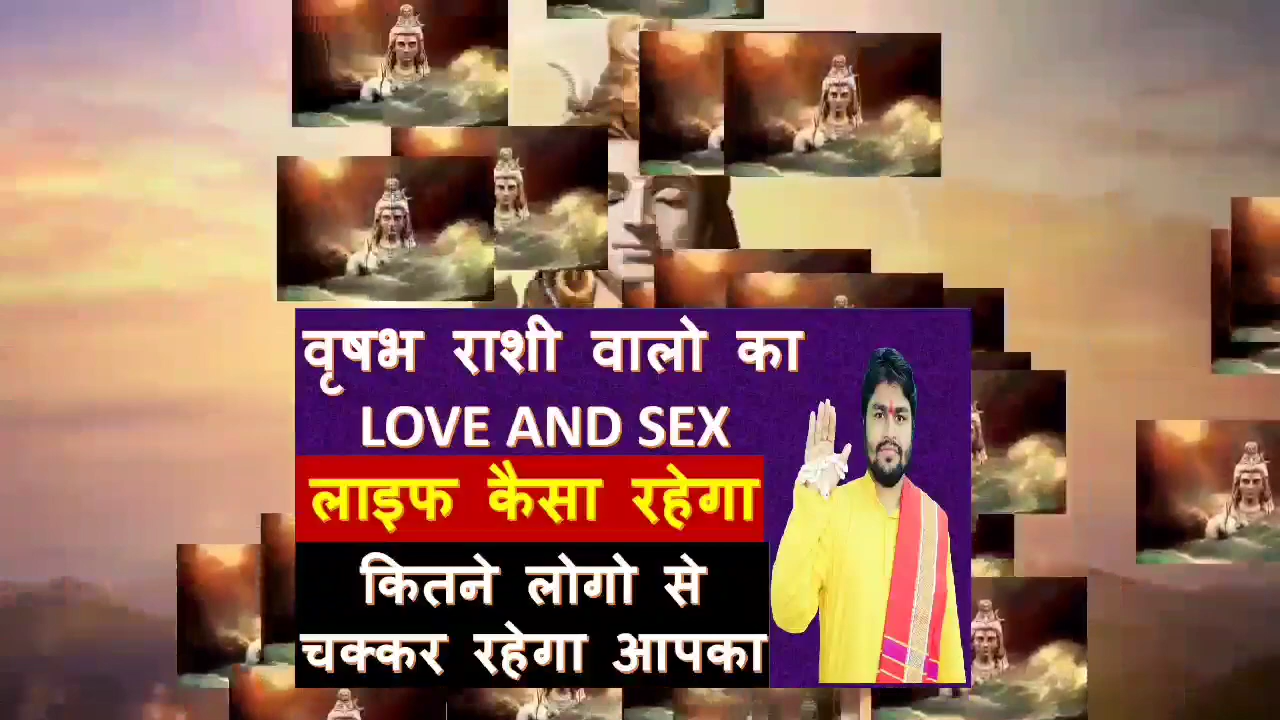 वृषभ राशी वालो का
LOVE AND SEX
लाइफ कैसा रहेगा
कितने लोगो से
चक्कर रहेगा आपका